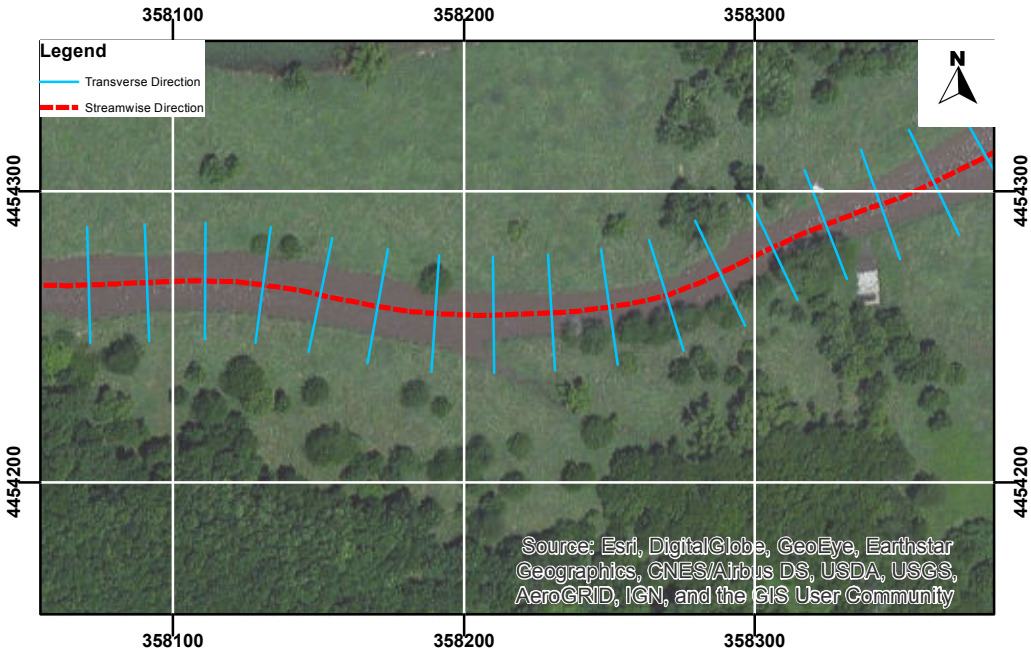 358100 358200 358300
Legend
Transverse Direction
Streamwise Direction
N
4454300 4454300
4454200 4454200
Source: Esri, DigitalGlobe, GeoEye, Earthstar
Geographics, CNES/Airbus DS, USDA, USGS,
AeroGRID, IGN, and the GIS User Community
358100 358200 358300